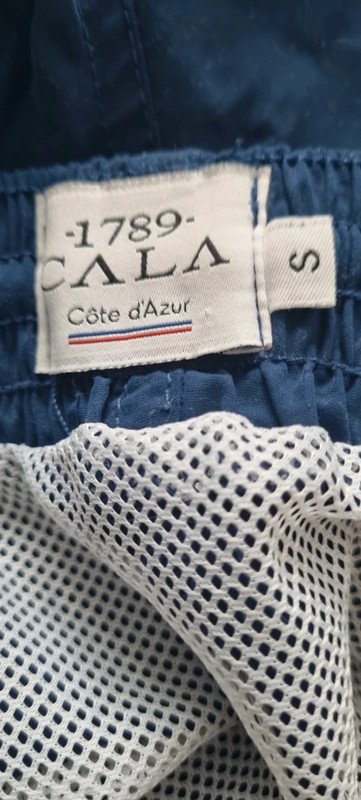 -1789-
CALA
Côte d'Azur
S